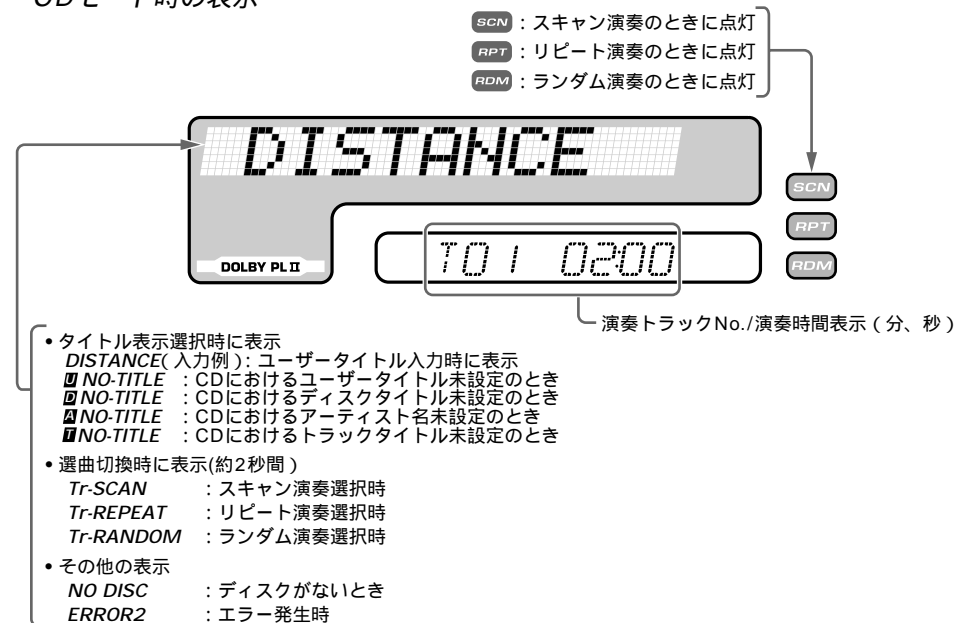 CDモード時の表示
SCN：スキャン演奏のときに点灯
RPT：リピート演奏のときに点灯
RDM：ランダム演奏のときに点灯
DISTANCE
SCN
RPT
DOLBY PL II
T01 02:00
RDM
演奏トラックNo./演奏時間表示（分、秒）
•タイトル表示選択時に表示
DISTANCE(入力例)：ユーザータイトル入力時に表示
U NO-TITLE ：CDにおけるユーザータイトル未設定のとき
D NO-TITLE ：CDにおけるディスクタイトル未設定のとき
A NO-TITLE ：CDにおけるアーティスト名未設定のとき
T NO-TITLE ：CDにおけるトラックタイトル未設定のとき
•選曲切換時に表示(約2秒間)
Tr-SCAN ：スキャン演奏選択時
Tr-REPEAT ：リピート演奏選択時
Tr-RANDOM ：ランダム演奏選択時
•その他の表示
NO DISC ：ディスクがないとき
ERROR2 ：エラー発生時